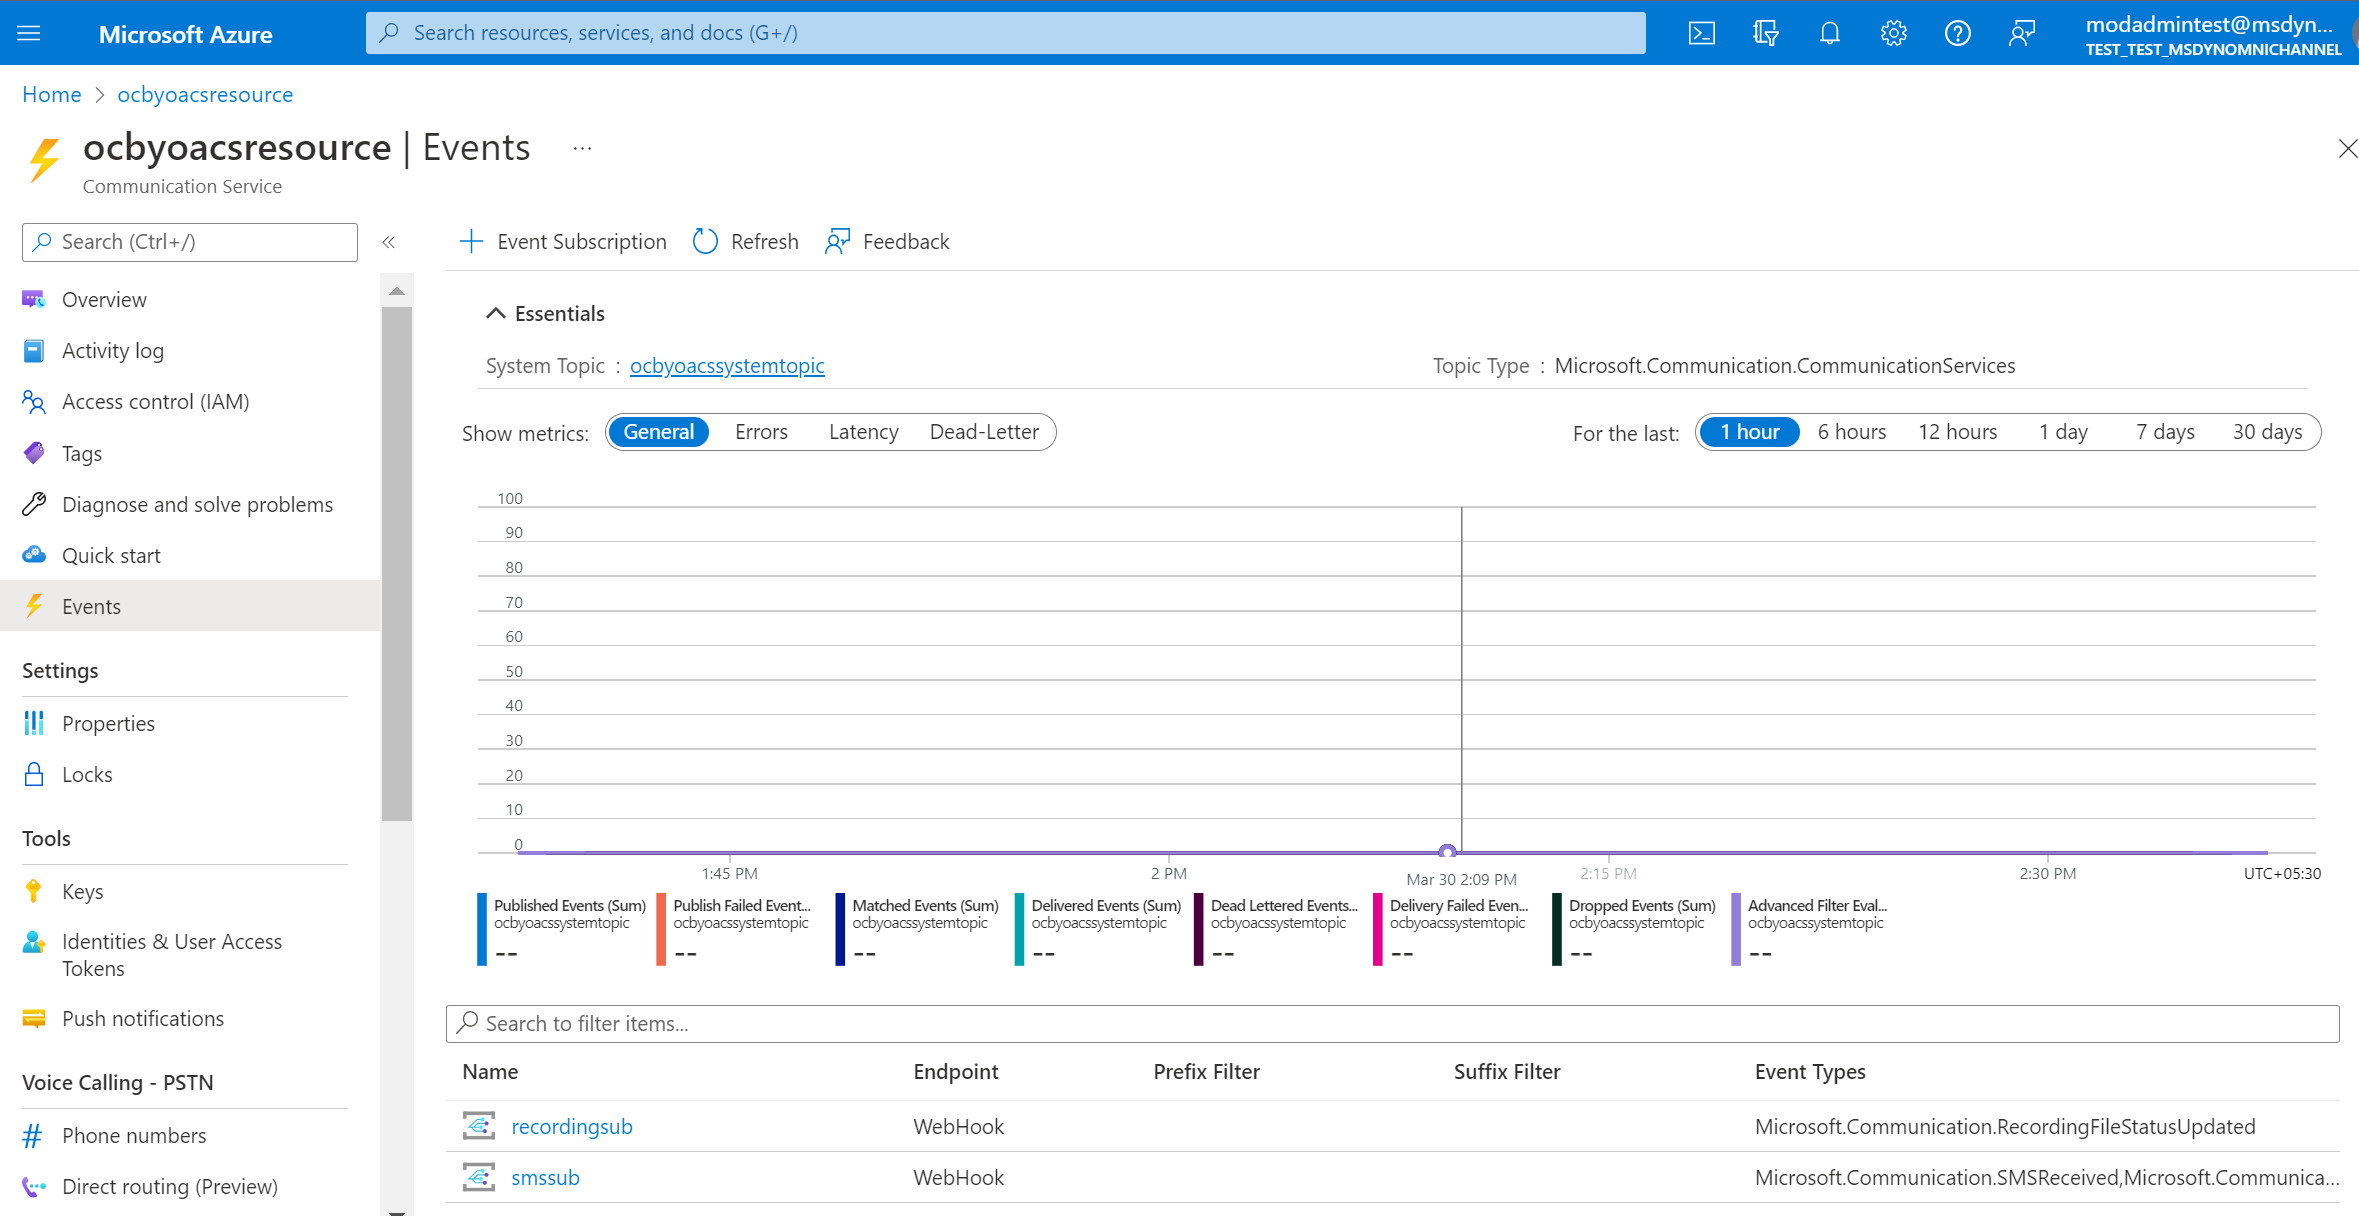 Microsoft Azure
Search resources, services, and docs (G+/)
modadmintest@msdyn...
TEST_TEST_MSDYNOMNICHANNEL
Home > ocbyoacsresource
ocbyoacsresource | Events ...
Communication Service
Search (Ctrl+/)
«
Overview
Activity log
Access control (IAM)
Tags
Diagnose and solve problems
Quick start
Events
Settings
Properties
Locks
Tools
Keys
Identities & User Access
Tokens
Push notifications
Voice Calling - PSTN
Phone numbers
Direct routing (Preview)
Event Subscription Refresh Feedback
Essentials
System Topic : ocbyoacssystemtopic
Topic Type : Microsoft.Communication.CommunicationServices
Show metrics: General Errors Latency Dead-Letter
For the last: 1 hour 6 hours 12 hours 1 day 7 days 30 days
100
90
80
70
60
50
40
30
20
10
0
1:45 PM 2 PM Mar 30 2:09 PM 2:15 PM 2:30 PM UTC+05:30
Published Events (Sum)
ocbyoacssystemtopic
--
Publish Failed Event...
ocbyoacssystemtopic
--
Matched Events (Sum)
ocbyoacssystemtopic
--
Delivered Events (Sum)
ocbyoacssystemtopic
--
Dead Lettered Events...
ocbyoacssystemtopic
--
Delivery Failed Even...
ocbyoacssystemtopic
--
Dropped Events (Sum)
ocbyoacssystemtopic
--
Advanced Filter Eval...
ocbyoacssystemtopic
--
Search to filter items...
Name Endpoint Prefix Filter Suffix Filter Event Types
recordingsub WebHook Microsoft.Communication.RecordingFileStatusUpdated
smssub WebHook Microsoft.Communication.SMSReceived,Microsoft.Communica...